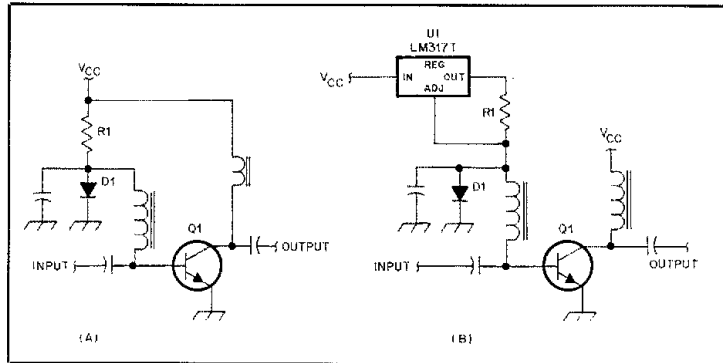 VCC
R1
D1
Q1
INPUT
OUTPUT
(A)
U1
LM317T
REG
VCC
IN
OUT
ADJ
R1
VCC
D1
Q1
INPUT
OUTPUT
(B)